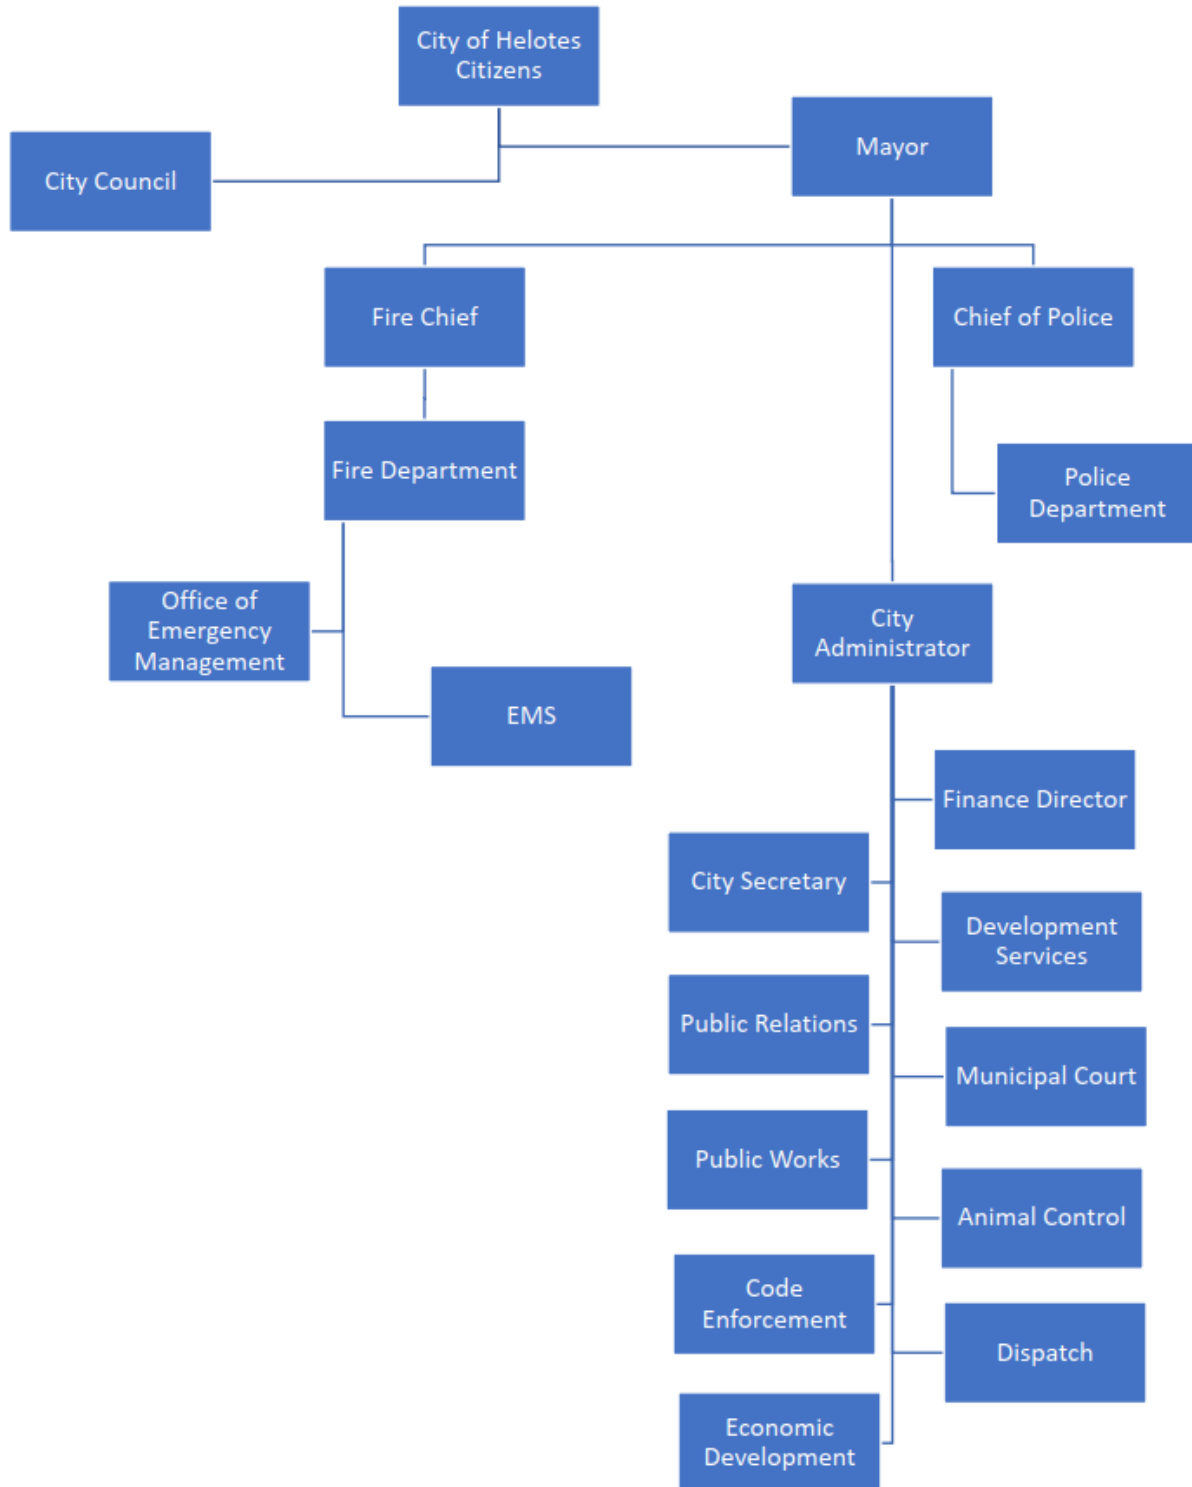 City of Helotes
Citizens
Mayor
City Council
Fire Chief
Chief of Police
Fire Department
Police
Department
Office of
Emergency
Management
City
Administrator
EMS
Finance Director
City Secretary
Development
Services
Public Relations
Municipal Court
Public Works
Animal Control
Code
Enforcement
Dispatch
Economic
Development